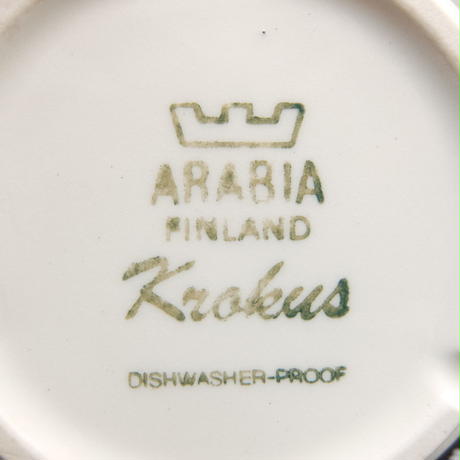 ARABIA
FINLAND
Krokus
DISHWASHER-PROOF